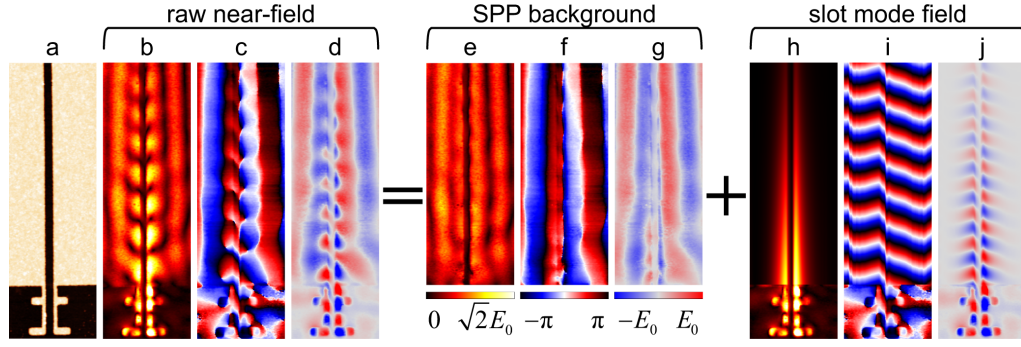 raw near-field SPP background slot mode field
a b c d e f g h i j
= +
0 √2E₀ −π π −E₀ E₀